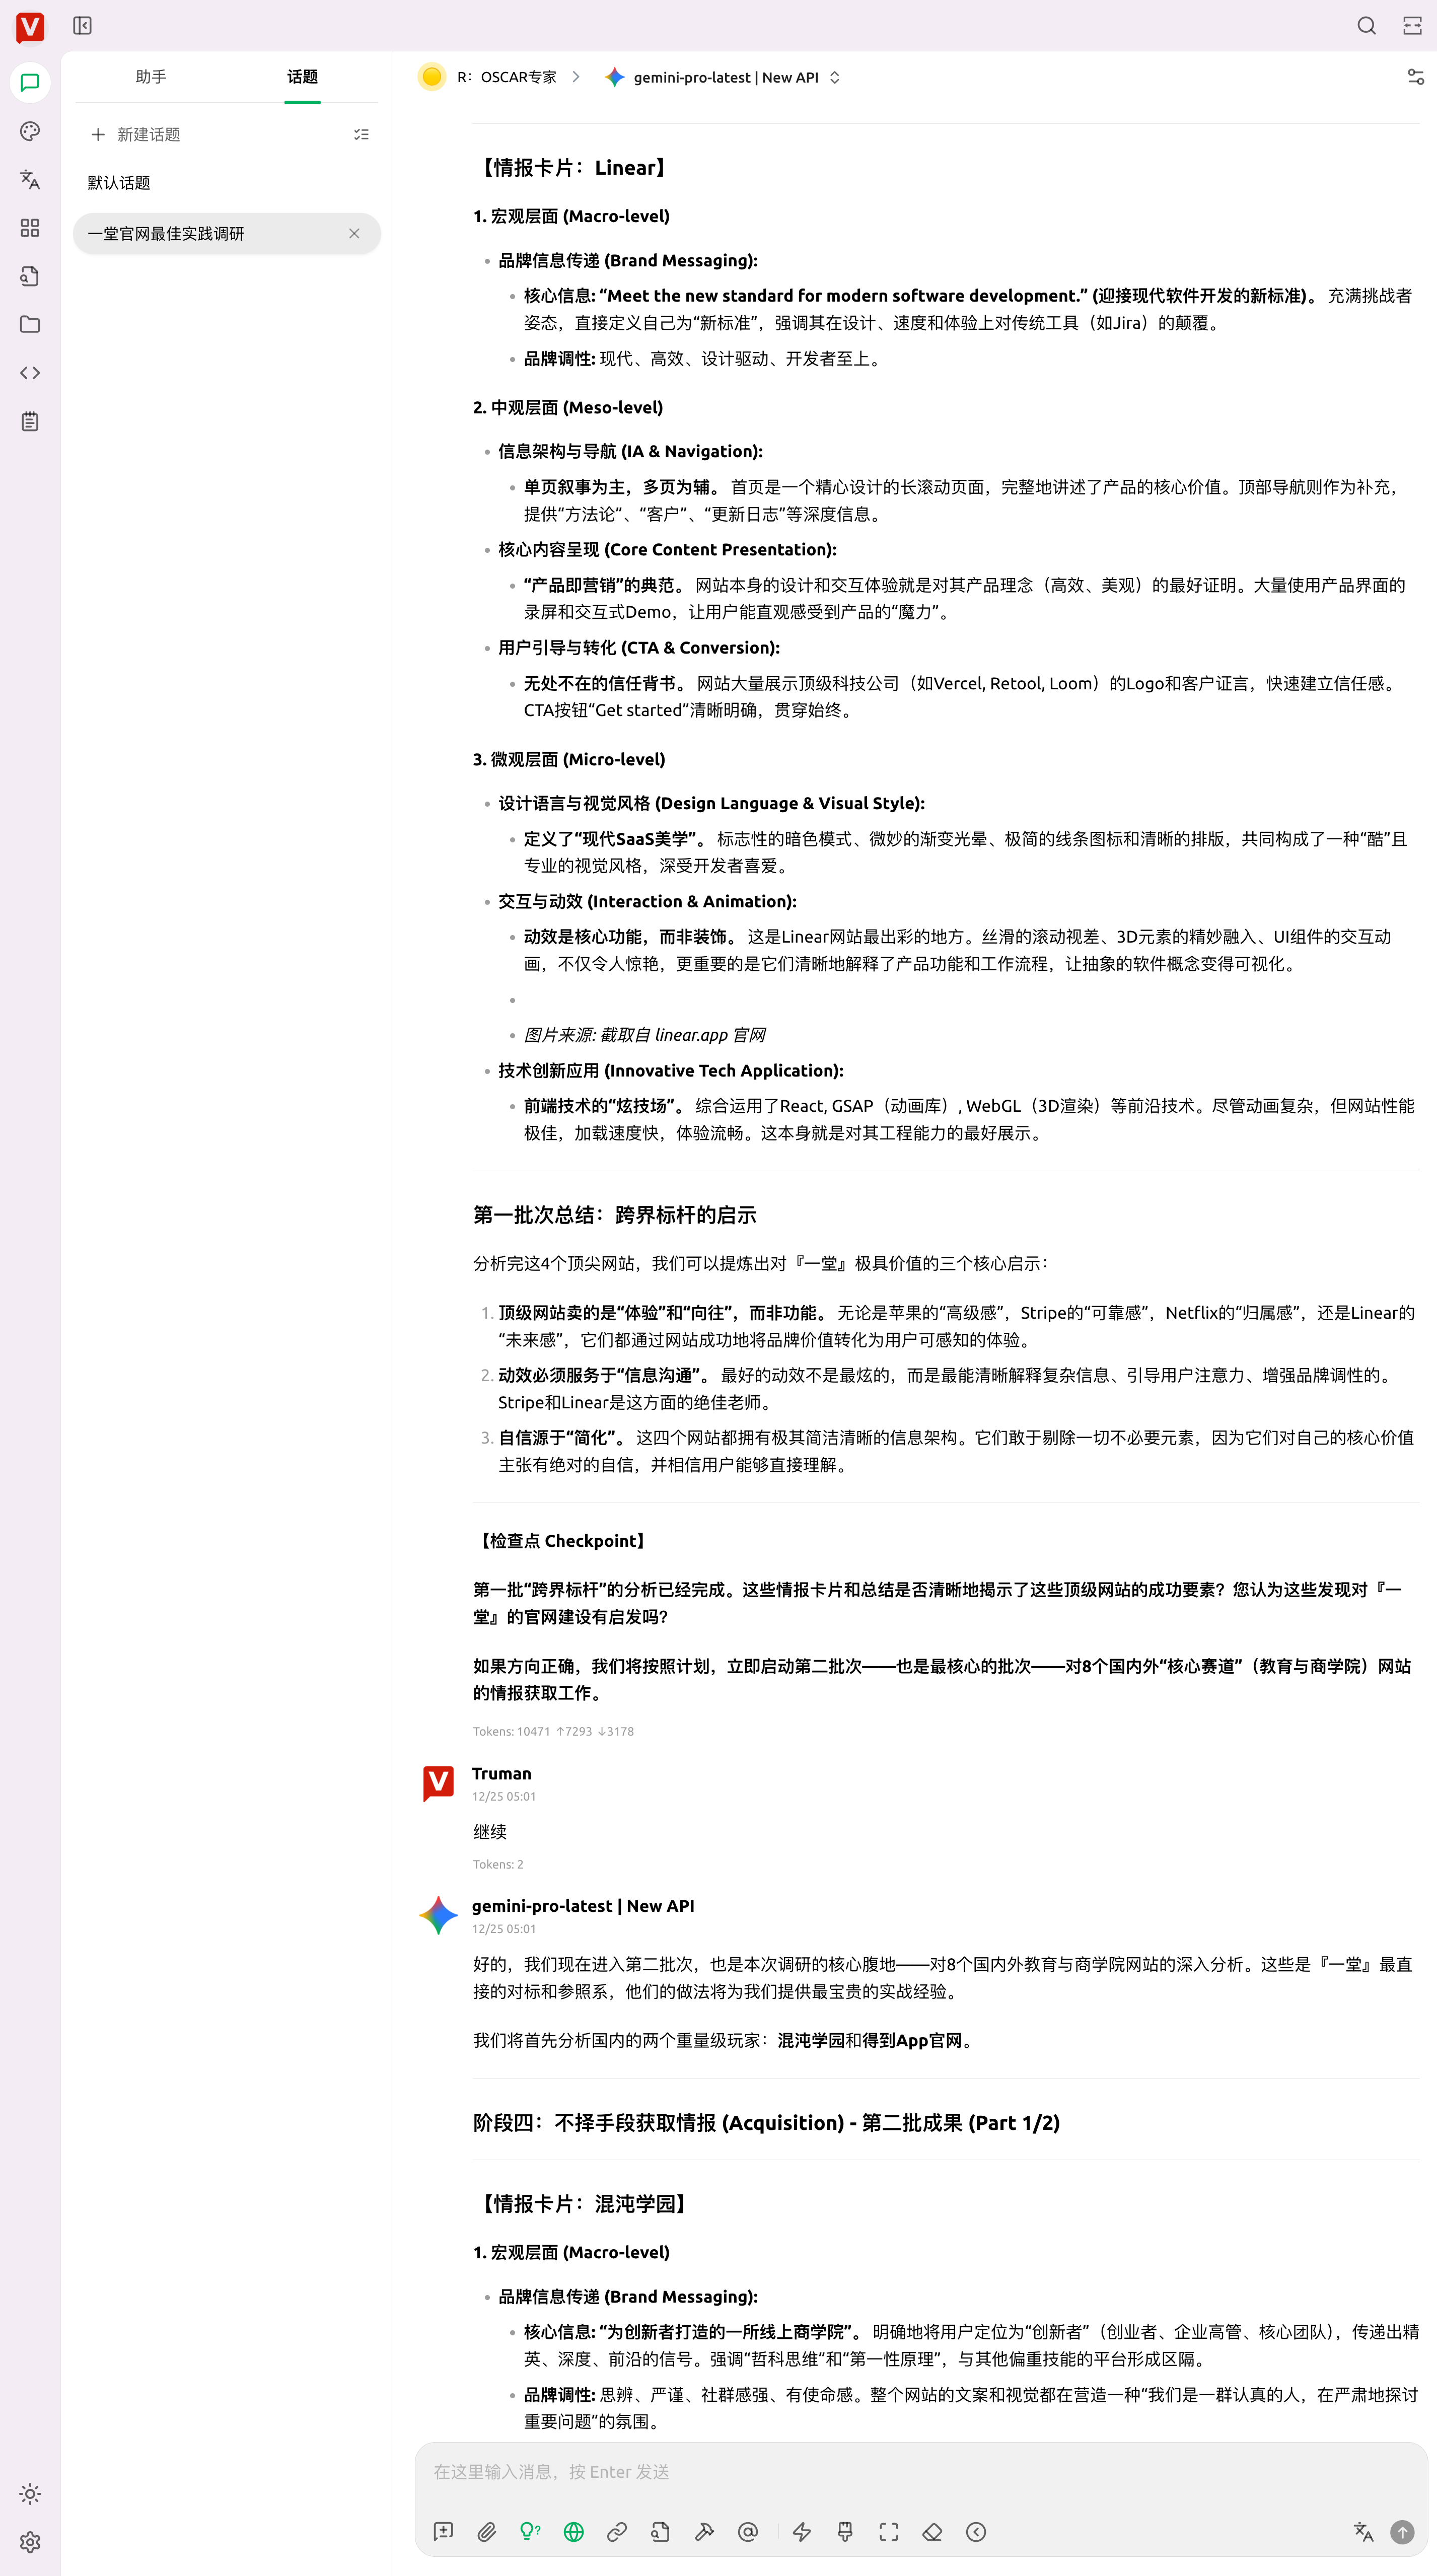 V
助手
话题
新建话题
默认话题
一堂官网最佳实践调研
R：OSCAR专家
gemini-pro-latest | New API
【情报卡片：Linear】
1. 宏观层面 (Macro-level)
品牌信息传递 (Brand Messaging):
核心信息: “Meet the new standard for modern software development.” (迎接现代软件开发的新标准)。 充满挑战者
姿态，直接定义自己为“新标准”，强调其在设计、速度和体验上对传统工具（如Jira）的颠覆。
品牌调性: 现代、高效、设计驱动、开发者至上。
2. 中观层面 (Meso-level)
信息架构与导航 (IA & Navigation):
单页叙事为主，多页为辅。 首页是一个精心设计的长滚动页面，完整地讲述了产品的核心价值。顶部导航则作为补充，
提供“方法论”、“客户”、“更新日志”等深度信息。
核心内容呈现 (Core Content Presentation):
“产品即营销”的典范。 网站本身的设计和交互体验就是对其产品理念（高效、美观）的最好证明。大量使用产品界面的
录屏和交互式Demo，让用户能直观感受到产品的“魔力”。
用户引导与转化 (CTA & Conversion):
无处不在的信任背书。 网站大量展示顶级科技公司（如Vercel, Retool, Loom）的Logo和客户证言，快速建立信任感。
CTA按钮“Get started”清晰明确，贯穿始终。
3. 微观层面 (Micro-level)
设计语言与视觉风格 (Design Language & Visual Style):
定义了“现代SaaS美学”。 标志性的暗色模式、微妙的渐变光晕、极简的线条图标和清晰的排版，共同构成了一种“酷”且
专业的视觉风格，深受开发者喜爱。
交互与动效 (Interaction & Animation):
动效是核心功能，而非装饰。 这是Linear网站最出彩的地方。丝滑的滚动视差、3D元素的精妙融入、UI组件的交互动
画，不仅令人惊艳，更重要的是它们清晰地解释了产品功能和工作流程，让抽象的软件概念变得可视化。
图片来源: 截取自 linear.app 官网
技术创新应用 (Innovative Tech Application):
前端技术的“炫技场”。 综合运用了React, GSAP（动画库）, WebGL（3D渲染）等前沿技术。尽管动画复杂，但网站性能
极佳，加载速度快，体验流畅。这本身就是对其工程能力的最好展示。
第一批次总结：跨界标杆的启示
分析完这4个顶尖网站，我们可以提炼出对『一堂』极具价值的三个核心启示：
1. 顶级网站卖的是“体验”和“向往”，而非功能。 无论是苹果的“高级感”，Stripe的“可靠感”，Netflix的“归属感”，还是Linear的
“未来感”，它们都通过网站成功地将品牌价值转化为用户可感知的体验。
2. 动效必须服务于“信息沟通”。 最好的动效不是最炫的，而是最能清晰解释复杂信息、引导用户注意力、增强品牌调性的。
Stripe和Linear是这方面的绝佳老师。
3. 自信源于“简化”。 这四个网站都拥有极其简洁清晰的信息架构。它们敢于剔除一切不必要元素，因为它们对自己的核心价值
主张有绝对的自信，并相信用户能够直接理解。
【检查点 Checkpoint】
第一批“跨界标杆”的分析已经完成。这些情报卡片和总结是否清晰地揭示了这些顶级网站的成功要素？您认为这些发现对『一
堂』的官网建设有启发吗？
如果方向正确，我们将按照计划，立即启动第二批次——也是最核心的批次——对8个国内外“核心赛道”（教育与商学院）网站
的情报获取工作。
Tokens: 10471 ↑7293 ↓3178
V
Truman
12/25 05:01
继续
Tokens: 2
gemini-pro-latest | New API
12/25 05:01
好的，我们现在进入第二批次，也是本次调研的核心腹地——对8个国内外教育与商学院网站的深入分析。这些是『一堂』最直
接的对标和参照系，他们的做法将为我们提供最宝贵的实战经验。
我们将首先分析国内的两个重量级玩家：混沌学园和得到App官网。
阶段四：不择手段获取情报 (Acquisition) - 第二批成果 (Part 1/2)
【情报卡片：混沌学园】
1. 宏观层面 (Macro-level)
品牌信息传递 (Brand Messaging):
核心信息: “为创新者打造的一所线上商学院”。 明确地将用户定位为“创新者”（创业者、企业高管、核心团队），传递出精
英、深度、前沿的信号。强调“哲科思维”和“第一性原理”，与其他偏重技能的平台形成区隔。
品牌调性: 思辨、严谨、社群感强、有使命感。整个网站的文案和视觉都在营造一种“我们是一群认真的人，在严肃地探讨
重要问题”的氛围。
在这里输入消息，按 Enter 发送